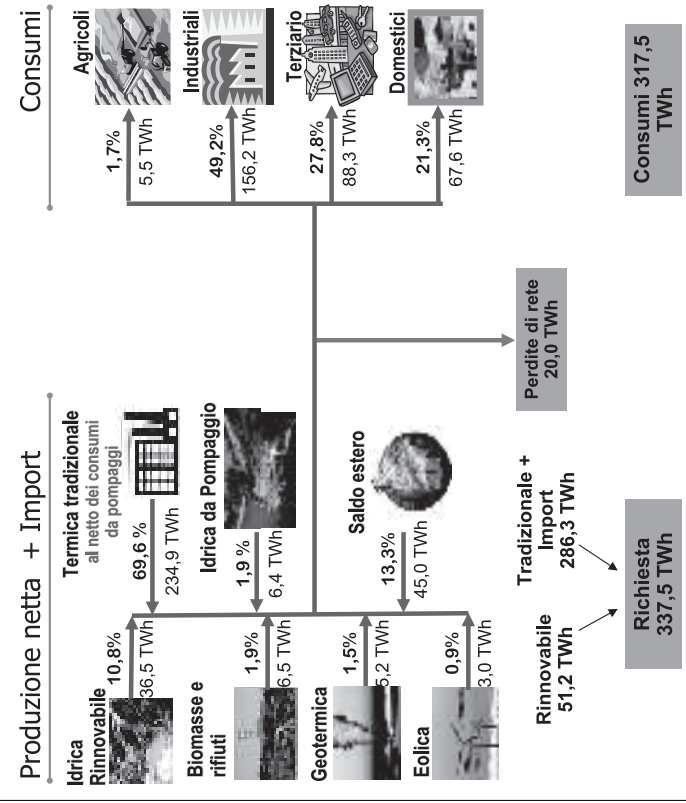 Produzione netta + Import
Consumi
Idrica
Rinnovabile
10,8%
36,5 TWh
Biomasse e
rifiuti
1,9%
6,5 TWh
Geotermica
1,5%
5,2 TWh
Eolica
0,9%
3,0 TWh
Termica tradizionale
al netto dei consumi
da pompaggi
69,6 %
234,9 TWh
Idrica da Pompaggio
1,9 %
6,4 TWh
Saldo estero
13,3%
45,0 TWh
Agricoli
1,7%
5,5 TWh
Industriali
49,2%
156,2 TWh
Terziario
27,8%
88,3 TWh
Domestici
21,3%
67,6 TWh
Perdite di rete
20,0 TWh
Rinnovabile
51,2 TWh
Tradizionale +
Import
286,3 TWh
Richiesta
337,5 TWh
Consumi 317,5
TWh